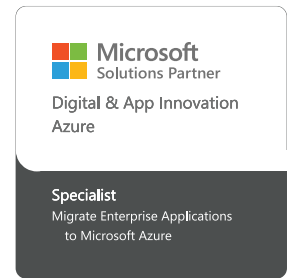 Microsoft
Solutions Partner
Digital & App Innovation
Azure
Specialist
Migrate Enterprise Applications
to Microsoft Azure